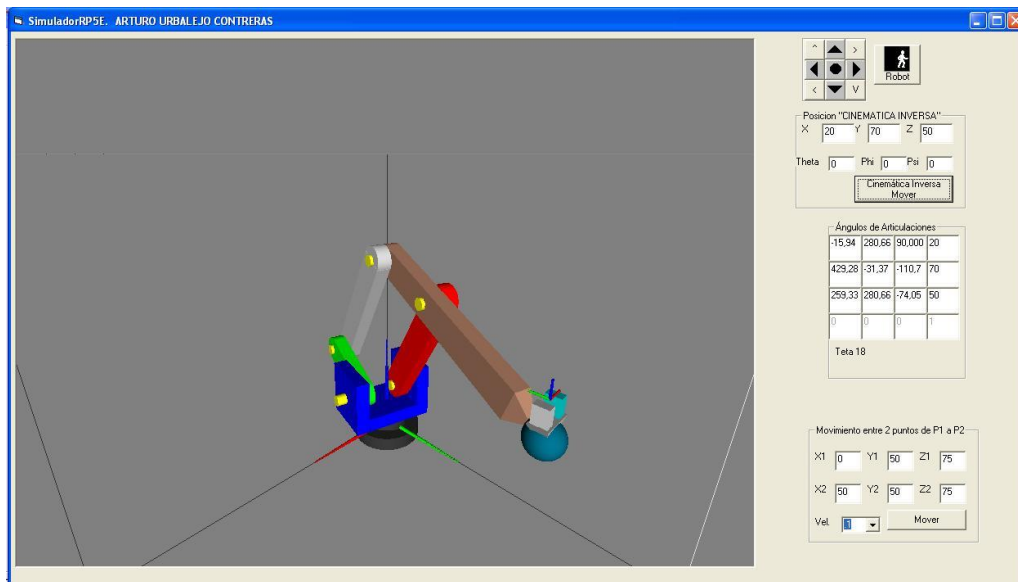 SimuladorRP5E. ARTURO URBALEJO CONTRERAS
^ >
< V
Robot
Posicion "CINEMATICA INVERSA"
X 20 Y 70 Z 50
Theta 0 Phi 0 Psi 0
Cinemática Inversa
Mover
Ángulos de Articulaciones
-15,94 280,66 90,000 20
429,28 -31,37 -110,7 70
259,33 280,66 -74,05 50
0 0 0 1
Teta 18
Movimiento entre 2 puntos de P1 a P2
X1 0 Y1 50 Z1 75
X2 50 Y2 50 Z2 75
Vel. 1 Mover